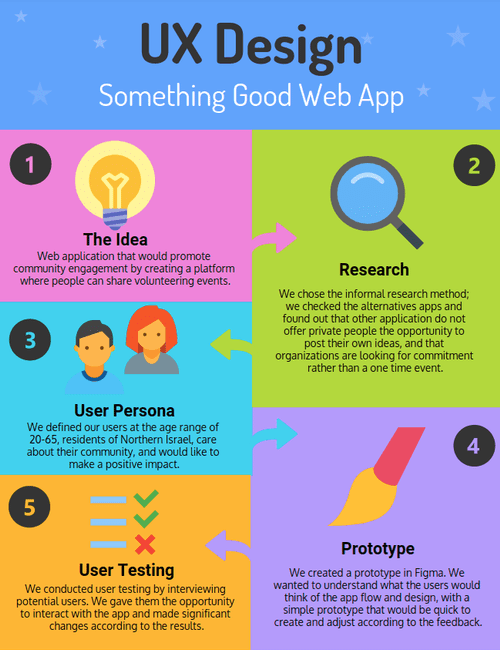 UX Design
Something Good Web App
1
The Idea
Web application that would promote
community engagement by creating a platform
where people can share volunteering events.
2
Research
We chose the informal research method;
we checked the alternatives apps and
found out that other application do not
offer private people the opportunity to
post their own ideas, and that
organizations are looking for commitment
rather than a one time event.
3
User Persona
We defined our users at the age range of
20-65, residents of Northern Israel, care
about their community, and would like to
make a positive impact.
4
Prototype
We created a prototype in Figma. We
wanted to understand what the users would
think of the app flow and design, with a
simple prototype that would be quick to
create and adjust according to the feedback.
5
User Testing
We conducted user testing by interviewing
potential users. We gave them the opportunity
to interact with the app and made significant
changes according to the results.